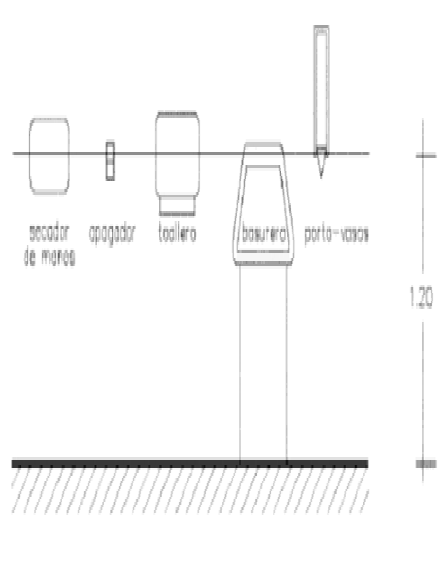 secador
de manos
apagador
toallero
basurero
porta-vasos
1.20